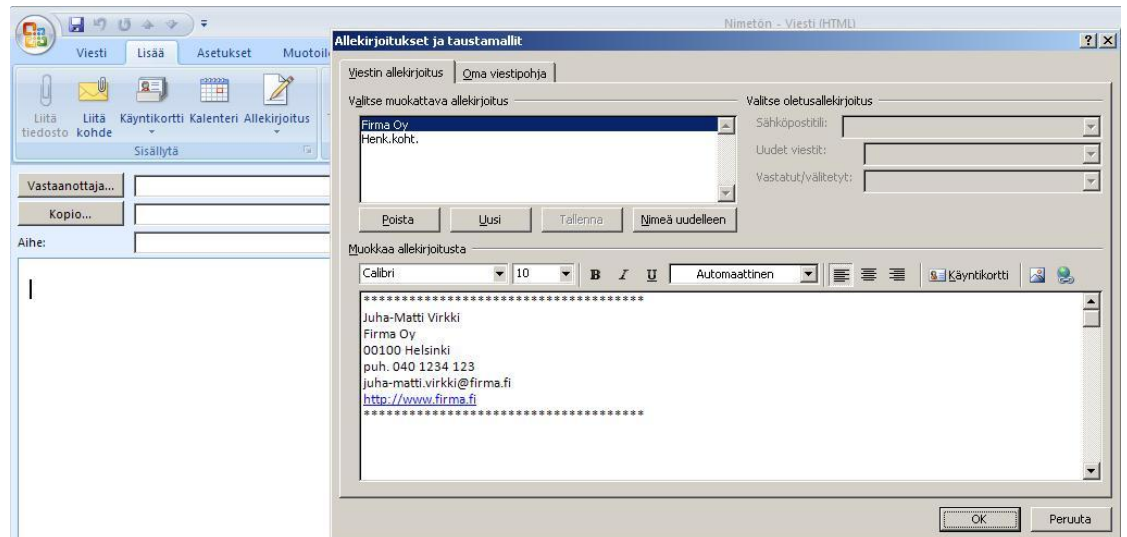 Nimetön - Viesti (HTML)
Viesti Lisää Asetukset
Liitä tiedosto
Liitä kohde
Käyntikortti
Kalenteri
Allekirjoitus
Sisällytä
Vastaanottaja...
Kopio...
Aihe:
Allekirjoitukset ja taustamallit
Viestin allekirjoitus Oma viestipohja
Valitse muokattava allekirjoitus
Firma Oy
Henk.koht.
Poista Uusi Tallenna Nimeä uudelleen
Valitse oletusallekirjoitus
Sähköpostitili:
Uudet viestit:
Vastatut/välitetyt:
Muokkaa allekirjoitusta
Calibri 10 B I U Automaattinen Käyntikortti
*************************************
Juha-Matti Virkki
Firma Oy
00100 Helsinki
puh. 040 1234 123
juha-matti.virkki@firma.fi
http://www.firma.fi
*************************************
OK Peruuta